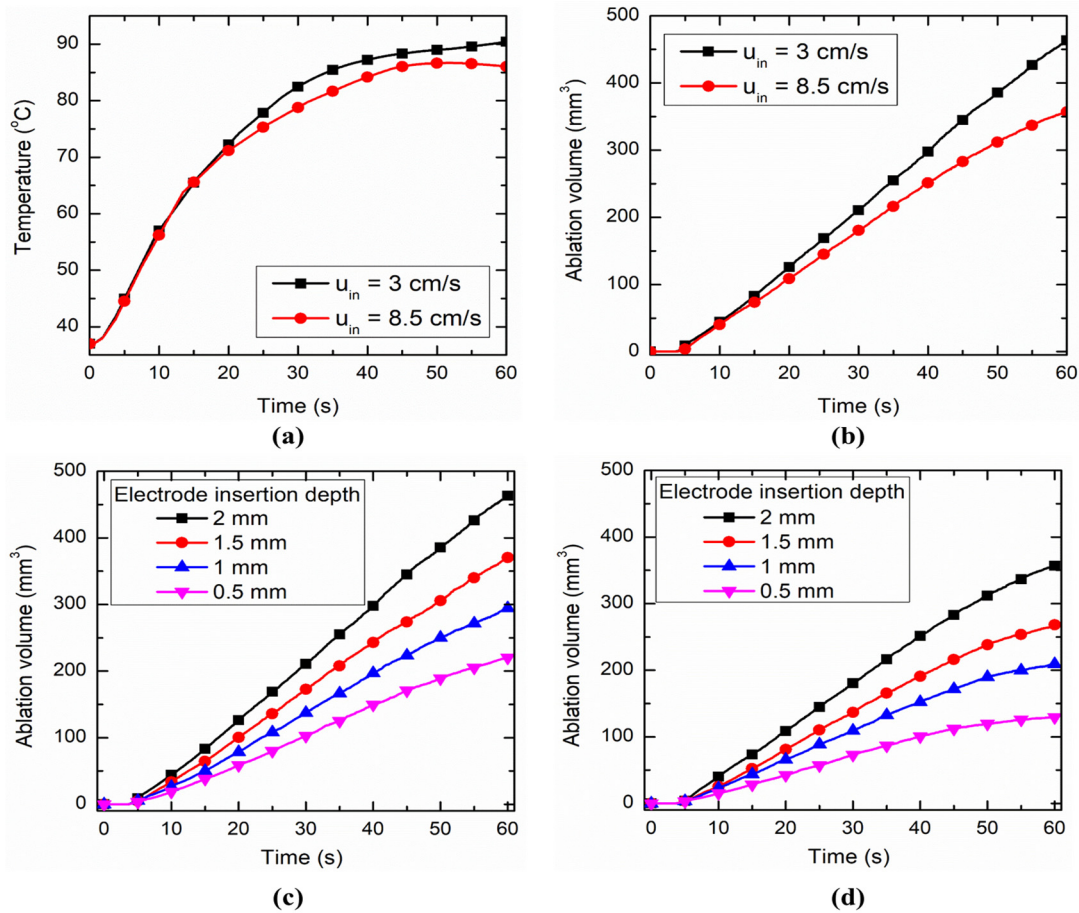 90
80
70
60
50
40
Temperature (°C)
u_in = 3 cm/s
u_in = 8.5 cm/s
0 10 20 30 40 50 60
Time (s)
(a)
500
400
300
200
100
0
Ablation volume (mm³)
u_in = 3 cm/s
u_in = 8.5 cm/s
0 10 20 30 40 50 60
Time (s)
(b)
500
400
300
200
100
0
Ablation volume (mm³)
Electrode insertion depth
2 mm
1.5 mm
1 mm
0.5 mm
0 10 20 30 40 50 60
Time (s)
(c)
500
400
300
200
100
0
Ablation volume (mm³)
Electrode insertion depth
2 mm
1.5 mm
1 mm
0.5 mm
0 10 20 30 40 50 60
Time (s)
(d)